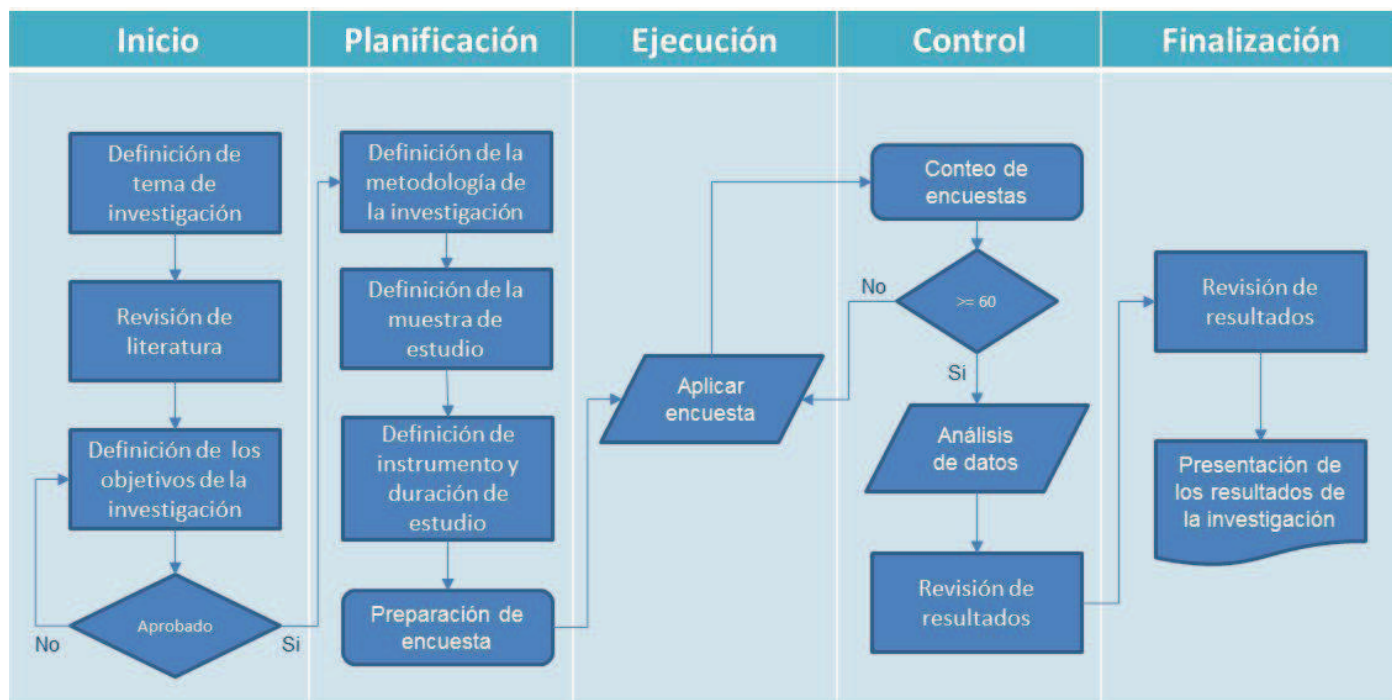 Inicio
Planificación
Ejecución
Control
Finalización
Definición de
tema de
investigación
Revisión de
literatura
Definición de los
objetivos de la
investigación
Aprobado
No
Si
Definición de la
metodología de
la investigación
Definición de la
muestra de
estudio
Definición de
instrumento y
duración de
estudio
Preparación de
encuesta
Aplicar
encuesta
Conteo de
encuestas
>= 60
No
Si
Análisis
de datos
Revisión de
resultados
Revisión de
resultados
Presentación de
los resultados de
la investigación